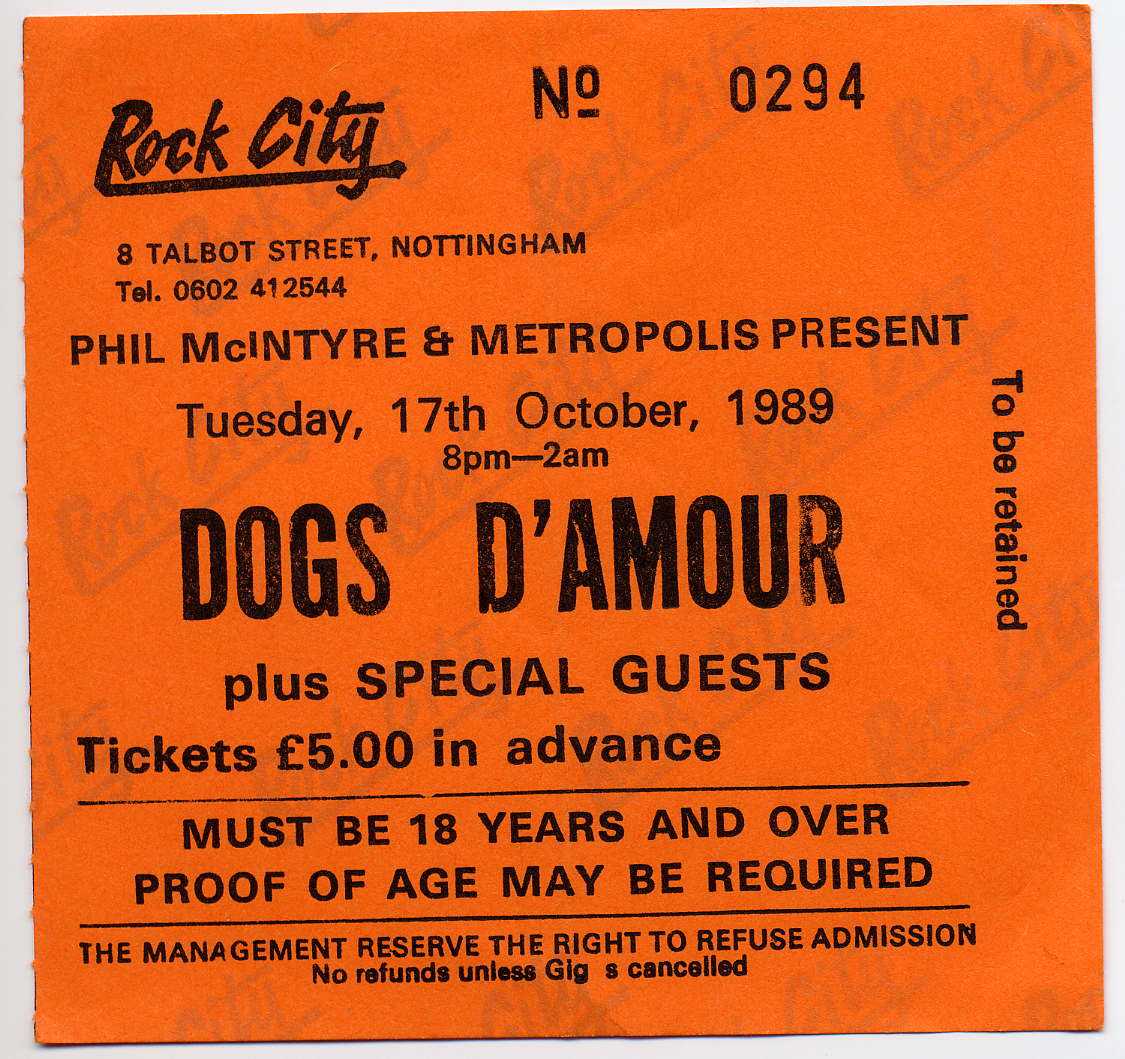 Nº 0294
Rock City
8 TALBOT STREET, NOTTINGHAM
Tel. 0602 412544
PHIL McINTYRE & METROPOLIS PRESENT
Tuesday, 17th October, 1989
8pm—2am
DOGS D'AMOUR
plus SPECIAL GUESTS
Tickets £5.00 in advance
MUST BE 18 YEARS AND OVER
PROOF OF AGE MAY BE REQUIRED
THE MANAGEMENT RESERVE THE RIGHT TO REFUSE ADMISSION
No refunds unless Gig s cancelled
To be retained